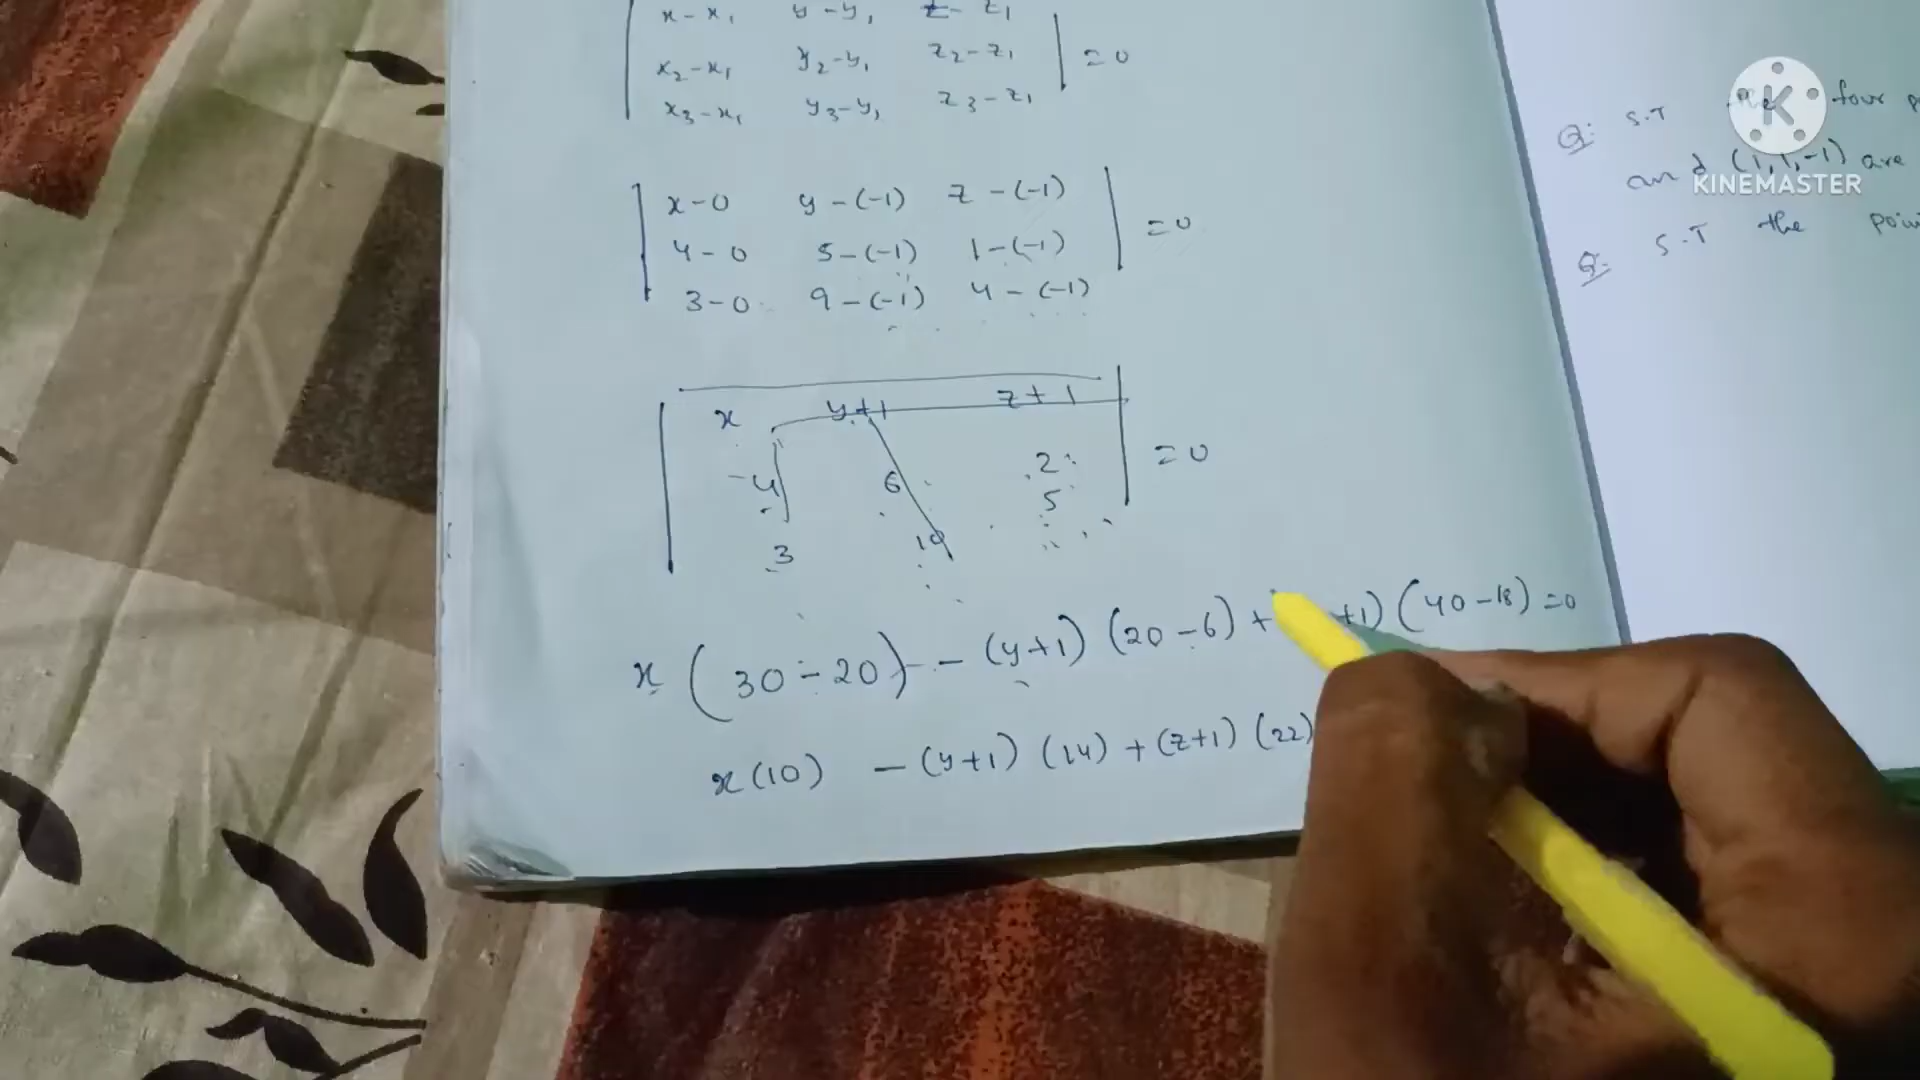 x - x₁ y - y₁ z - z₁
x₂ - x₁ y₂ - y₁ z₂ - z₁ = 0
x₃ - x₁ y₃ - y₁ z₃ - z₁
x - 0 y - (-1) z - (-1)
4 - 0 5 - (-1) 1 - (-1) = 0
3 - 0 9 - (-1) 4 - (-1)
x y+1 z+1
4 6 2 = 0
3 10 5
x (30 - 20) - (y+1) (20 - 6) + +1) (40 - 18) = 0
x(10) - (y+1) (14) + (z+1) (22)
Q: S.T the four
and (1,1,-1) are
Q: S.T the
K
KINEMASTER